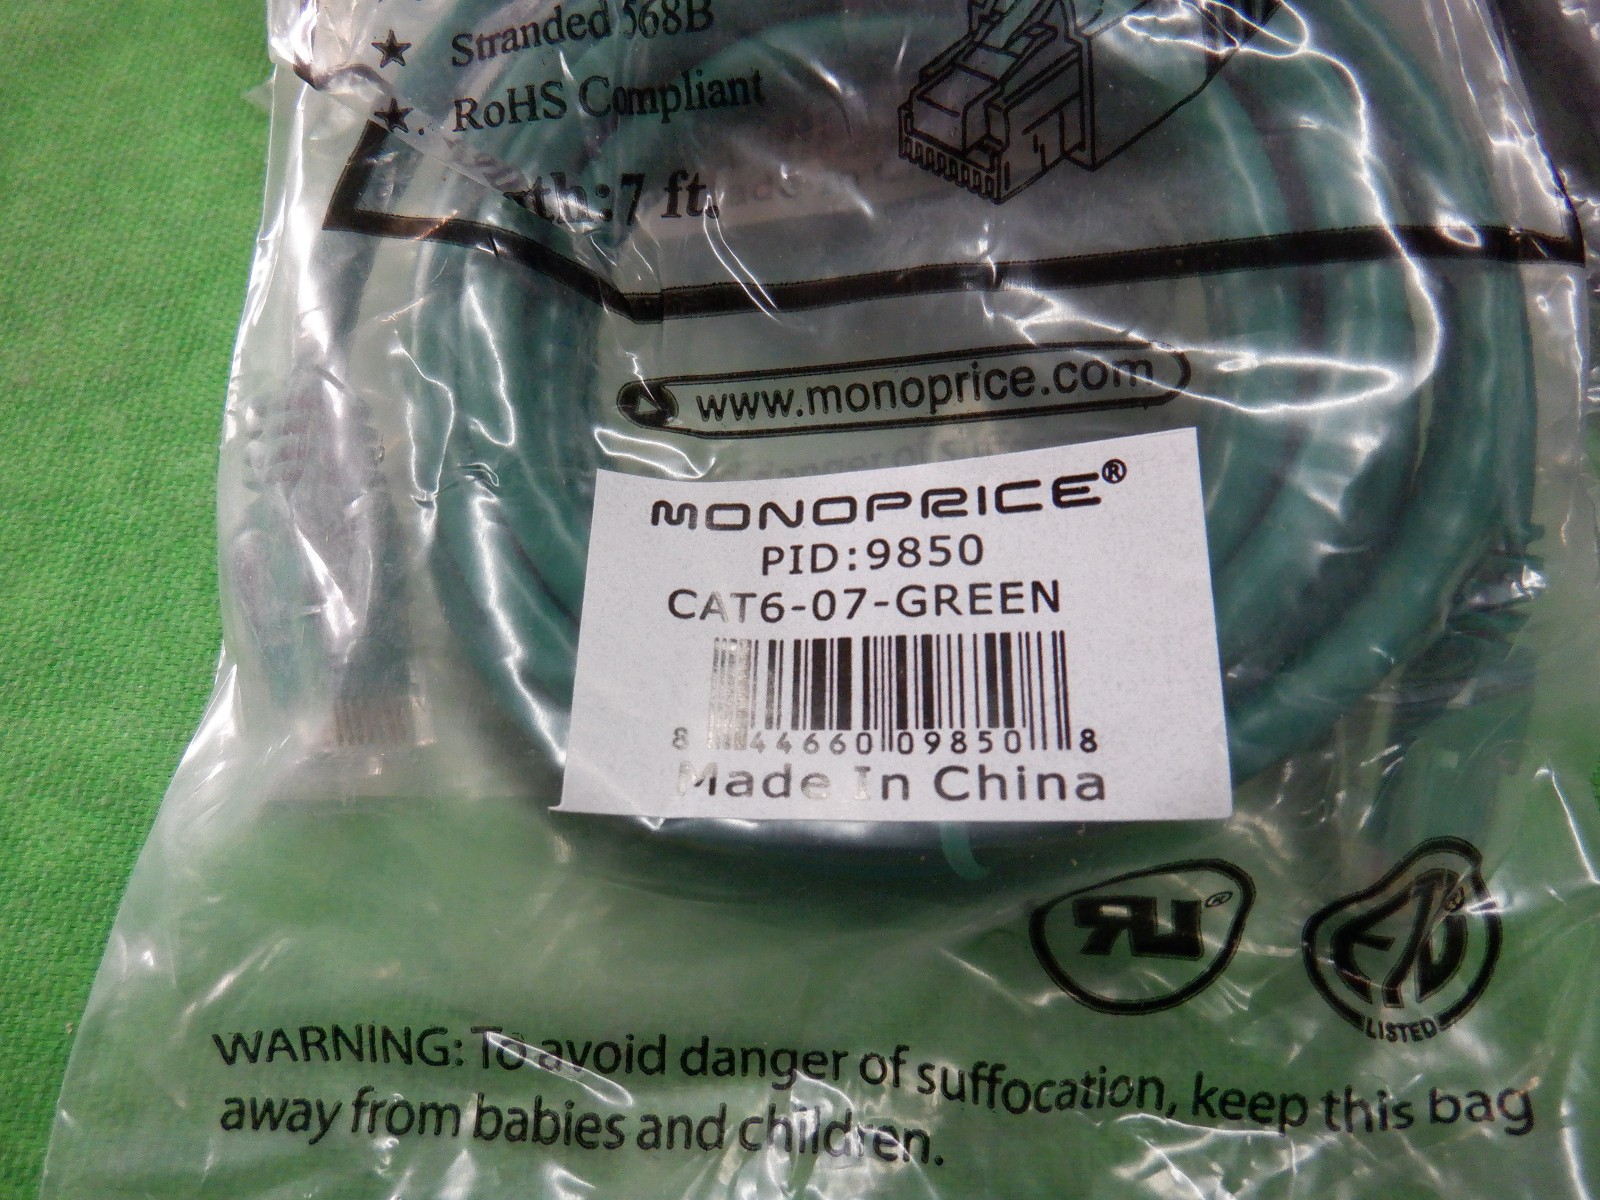 Stranded 568B
RoHS Compliant
7 ft.
www.monoprice.com
MONOPRICE®
PID:9850
CAT6-07-GREEN
8 44660 09850 8
Made In China
LISTED
WARNING: To avoid danger of suffocation, keep this bag
away from babies and children.